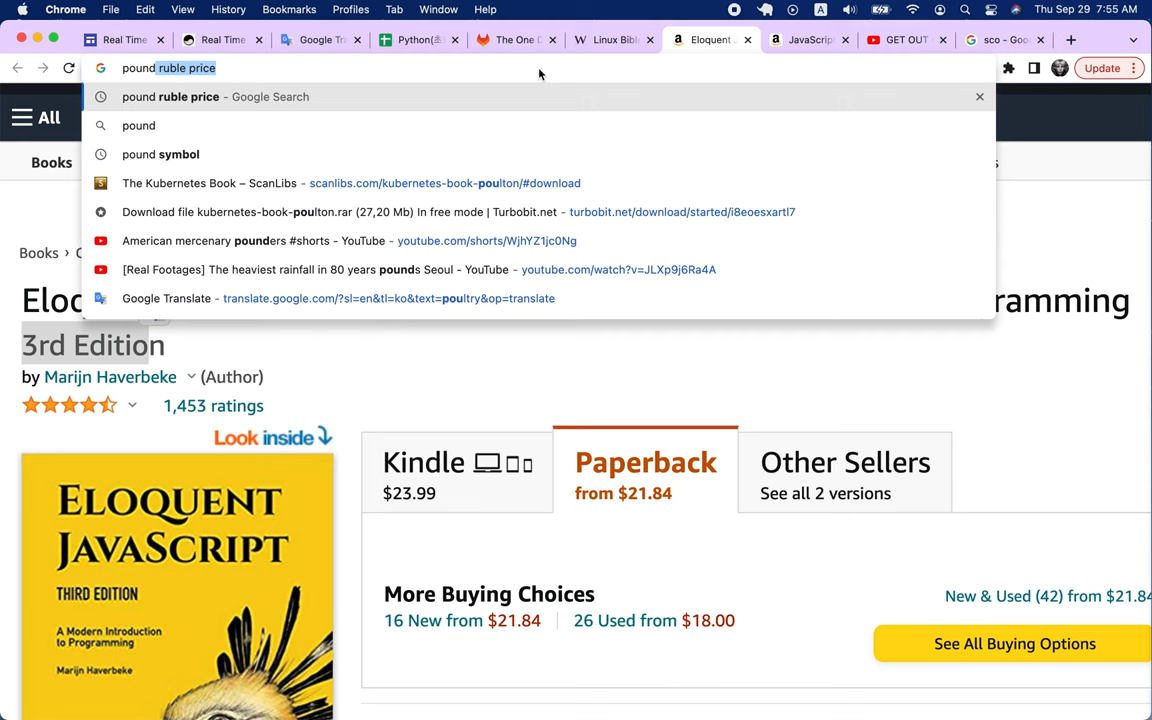 Chrome File Edit View History Bookmarks Profiles Tab Window Help A Thu Sep 29 7:55 AM
Real Time Real Time Google Tr Python( The One Linux Bibl Eloquent JavaScrip GET OUT sco - Goo
pound ruble price Update
pound ruble price - Google Search
pound
pound symbol
The Kubernetes Book – ScanLibs - scanlibs.com/kubernetes-book-poulton/#download
Download file kubernetes-book-poulton.rar (27,20 Mb) In free mode | Turbobit.net - turbobit.net/download/started/i8eoesxartl7
American mercenary pounders #shorts - YouTube - youtube.com/shorts/WjhYZ1jc0Ng
[Real Footages] The heaviest rainfall in 80 years pounds Seoul - YouTube - youtube.com/watch?v=JLXp9j6Ra4A
Google Translate - translate.google.com/?sl=en&tl=ko&text=poultry&op=translate
All
Books
Books ›
Eloq ramming
3rd Edition
by Marijn Haverbeke (Author)
1,453 ratings
Look inside
Kindle
$23.99
Paperback
from $21.84
Other Sellers
See all 2 versions
ELOQUENT
JAVASCRIPT
THIRD EDITION
A Modern Introduction
to Programming
Marijn Haverbeke
More Buying Choices
16 New from $21.84 26 Used from $18.00
New & Used (42) from $21.84
See All Buying Options